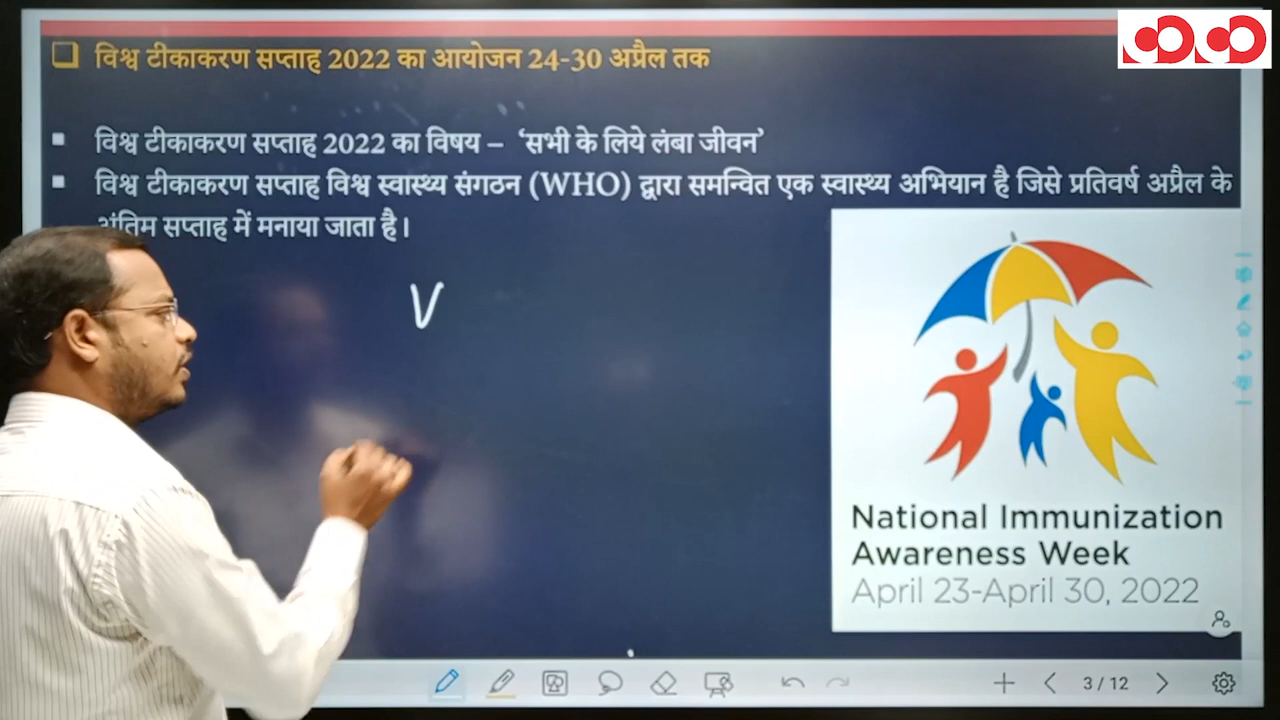 विश्व टीकाकरण सप्ताह 2022 का आयोजन 24-30 अप्रैल तक
विश्व टीकाकरण सप्ताह 2022 का विषय – ‘सभी के लिये लंबा जीवन’
विश्व टीकाकरण सप्ताह विश्व स्वास्थ्य संगठन (WHO) द्वारा समन्वित एक स्वास्थ्य अभियान है जिसे प्रतिवर्ष अप्रैल के
अंतिम सप्ताह में मनाया जाता है।
V
National Immunization
Awareness Week
April 23-April 30, 2022
3 / 12